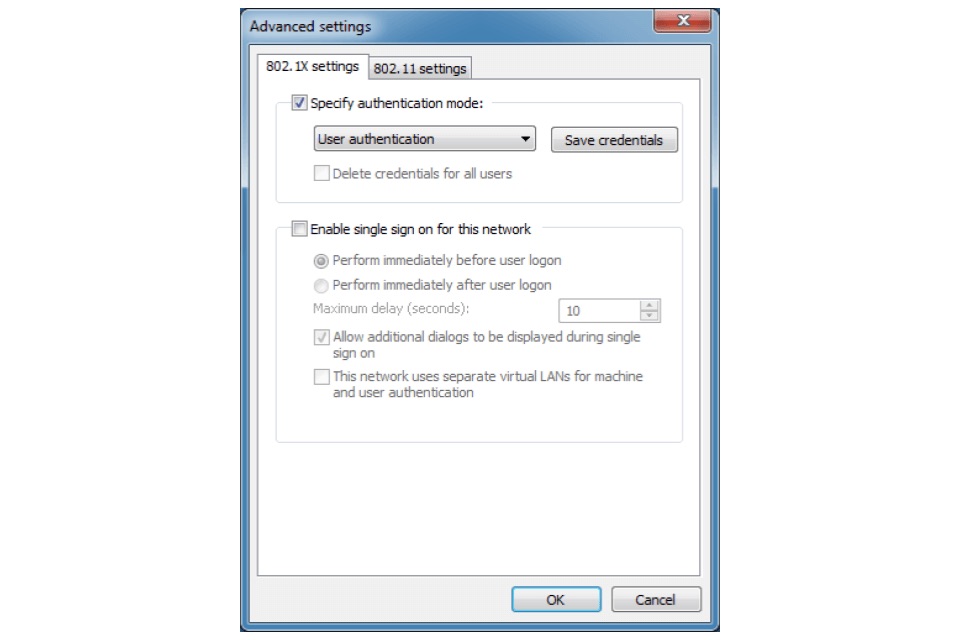 Advanced settings
802.1X settings
802.11 settings
Specify authentication mode:
User authentication
Save credentials
Delete credentials for all users
Enable single sign on for this network
Perform immediately before user logon
Perform immediately after user logon
Maximum delay (seconds):
10
Allow additional dialogs to be displayed during single
sign on
This network uses separate virtual LANs for machine
and user authentication
OK
Cancel